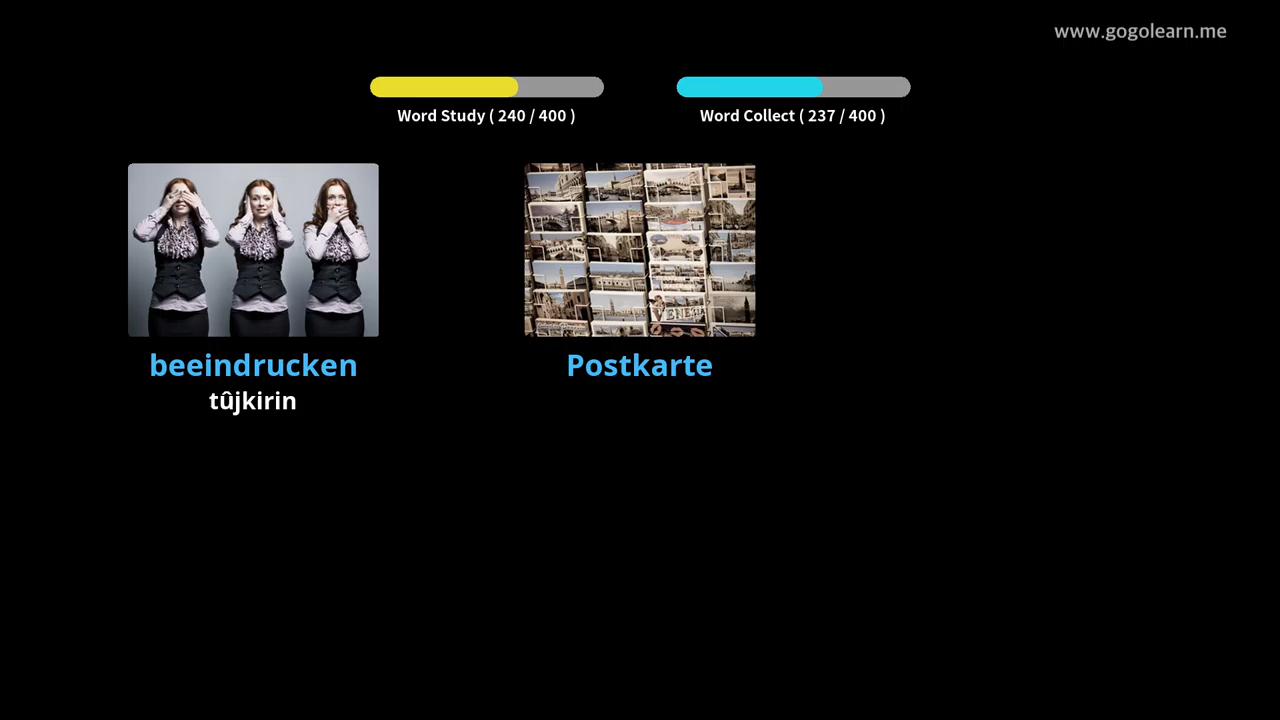 www.gogolearn.me
Word Study ( 240 / 400 )
Word Collect ( 237 / 400 )
beeindrucken
tûjkirin
Postkarte